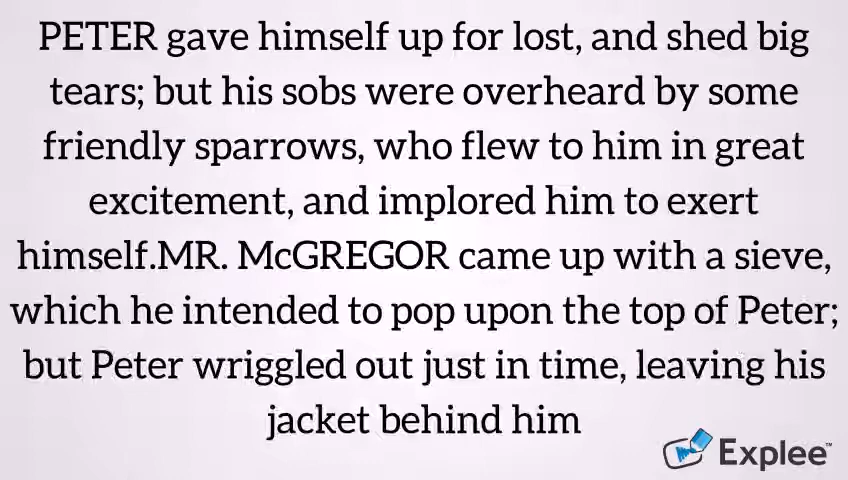 PETER gave himself up for lost, and shed big
tears; but his sobs were overheard by some
friendly sparrows, who flew to him in great
excitement, and implored him to exert
himself.MR. McGREGOR came up with a sieve,
which he intended to pop upon the top of Peter;
but Peter wriggled out just in time, leaving his
jacket behind him
Explee™